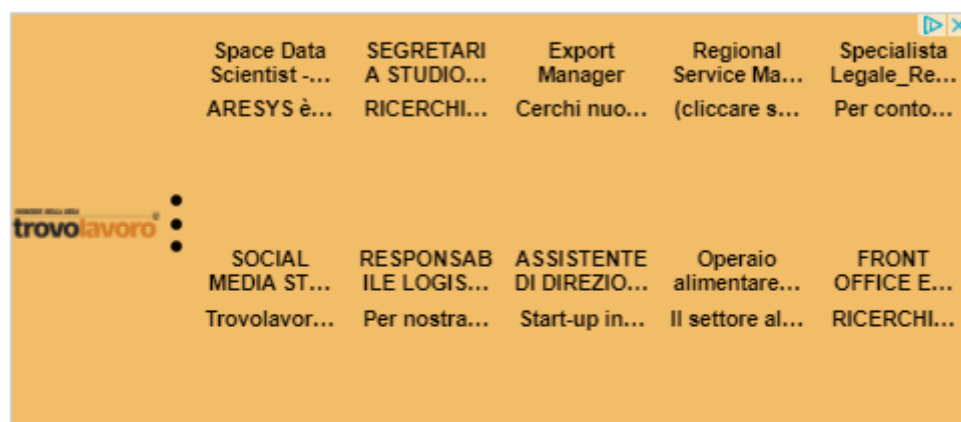 Space Data
Scientist -...
ARESYS è...
SEGRETARI
A STUDIO...
RICERCHI...
Export
Manager
Cerchi nuo...
Regional
Service Ma...
(cliccare s...
Specialista
Legale_Re...
Per conto...
trovolavoro
SOCIAL
MEDIA ST...
Trovolavor...
RESPONSAB
ILE LOGIS...
Per nostra...
ASSISTENTE
DI DIREZIO...
Start-up in...
Operaio
alimentare...
Il settore al...
FRONT
OFFICE E...
RICERCHI...